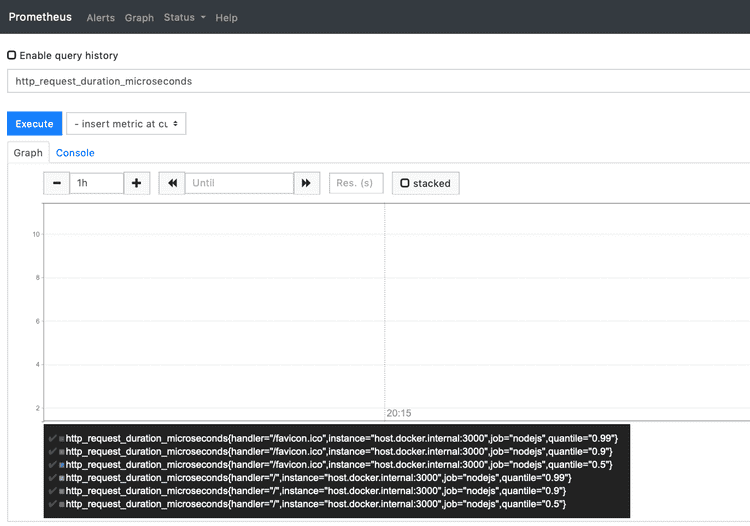 Prometheus Alerts Graph Status Help
Enable query history
http_request_duration_microseconds
Execute - insert metric at cu
Graph Console
1h Until Res. (s) stacked
10
8
6
4
2
20:15
http_request_duration_microseconds{handler="/favicon.ico",instance="host.docker.internal:3000",job="nodejs",quantile="0.99"}
http_request_duration_microseconds{handler="/favicon.ico",instance="host.docker.internal:3000",job="nodejs",quantile="0.9"}
http_request_duration_microseconds{handler="/favicon.ico",instance="host.docker.internal:3000",job="nodejs",quantile="0.5"}
http_request_duration_microseconds{handler="/",instance="host.docker.internal:3000",job="nodejs",quantile="0.99"}
http_request_duration_microseconds{handler="/",instance="host.docker.internal:3000",job="nodejs",quantile="0.9"}
http_request_duration_microseconds{handler="/",instance="host.docker.internal:3000",job="nodejs",quantile="0.5"}